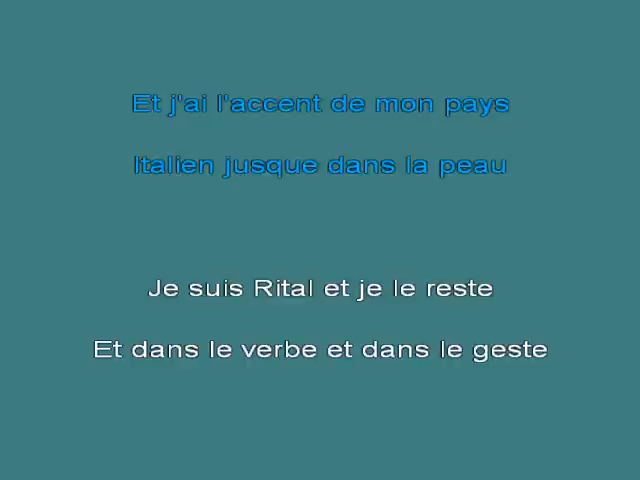 Et j'ai l'accent de mon pays
Italien jusque dans la peau
Je suis Rital et je le reste
Et dans le verbe et dans le geste